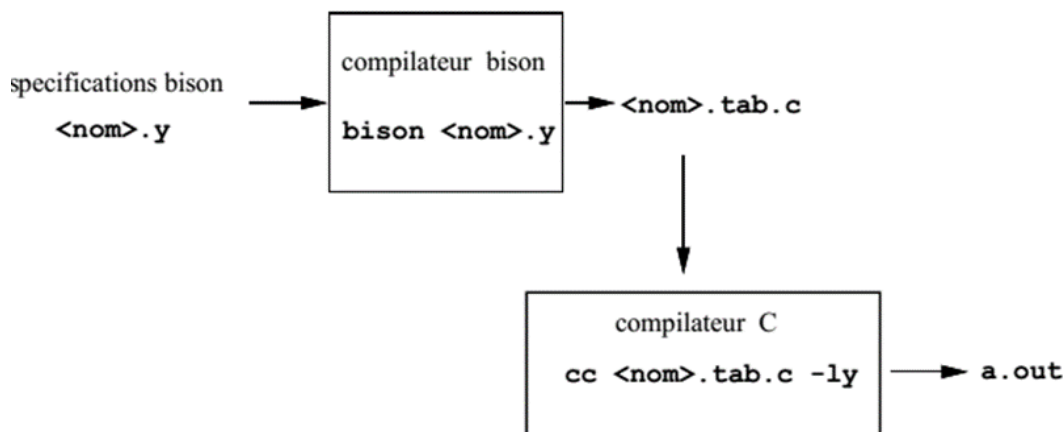 specifications bison
<nom>.y
compilateur bison
bison <nom>.y
<nom>.tab.c
compilateur C
cc <nom>.tab.c -ly
a.out